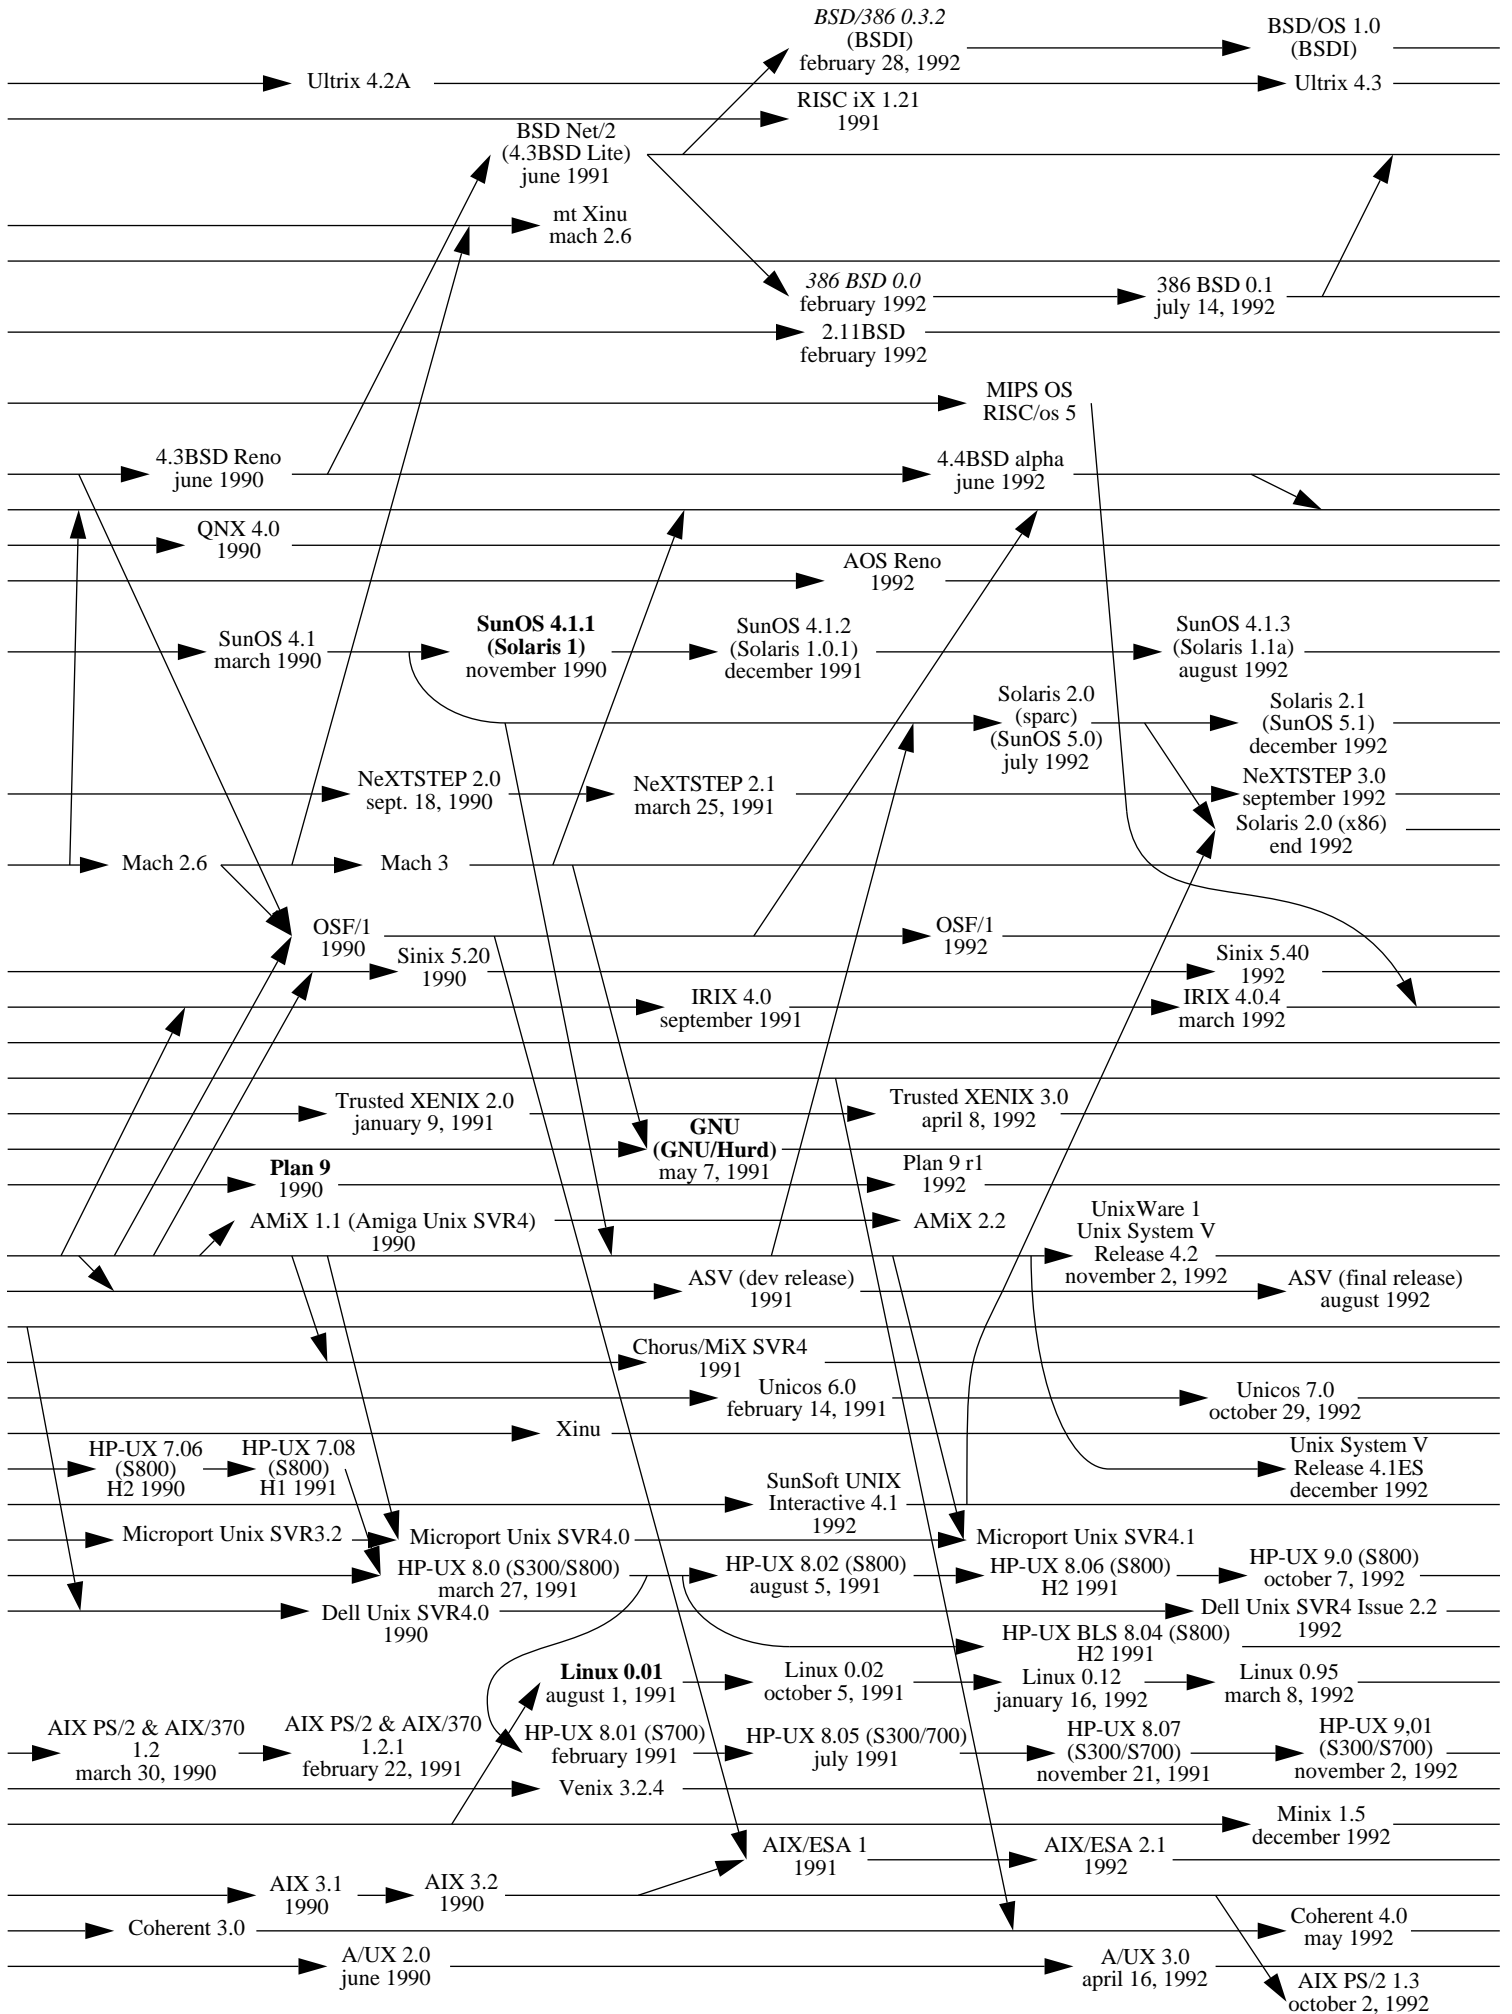 BSD/386 0.3.2
(BSDI)
february 28, 1992
BSD/OS 1.0
(BSDI)
Ultrix 4.2A
Ultrix 4.3
RISC iX 1.21
1991
BSD Net/2
(4.3BSD Lite)
june 1991
mt Xinu
mach 2.6
386 BSD 0.0
february 1992
386 BSD 0.1
july 14, 1992
2.11BSD
february 1992
MIPS OS
RISC/os 5
4.3BSD Reno
june 1990
4.4BSD alpha
june 1992
QNX 4.0
1990
AOS Reno
1992
SunOS 4.1
march 1990
SunOS 4.1.1
(Solaris 1)
november 1990
SunOS 4.1.2
(Solaris 1.0.1)
december 1991
SunOS 4.1.3
(Solaris 1.1a)
august 1992
Solaris 2.0
(sparc)
(SunOS 5.0)
july 1992
Solaris 2.1
(SunOS 5.1)
december 1992
NeXTSTEP 2.0
sept. 18, 1990
NeXTSTEP 2.1
march 25, 1991
NeXTSTEP 3.0
september 1992
Solaris 2.0 (x86)
end 1992
Mach 2.6
Mach 3
OSF/1
1990
OSF/1
1992
Sinix 5.20
1990
Sinix 5.40
1992
IRIX 4.0
september 1991
IRIX 4.0.4
march 1992
Trusted XENIX 2.0
january 9, 1991
Trusted XENIX 3.0
april 8, 1992
GNU
(GNU/Hurd)
may 7, 1991
Plan 9
1990
Plan 9 r1
1992
AMiX 1.1 (Amiga Unix SVR4)
1990
AMiX 2.2
UnixWare 1
Unix System V
Release 4.2
november 2, 1992
ASV (dev release)
1991
ASV (final release)
august 1992
Chorus/MiX SVR4
1991
Unicos 6.0
february 14, 1991
Unicos 7.0
october 29, 1992
Xinu
HP-UX 7.06
(S800)
H2 1990
HP-UX 7.08
(S800)
H1 1991
Unix System V
Release 4.1ES
december 1992
SunSoft UNIX
Interactive 4.1
1992
Microport Unix SVR3.2
Microport Unix SVR4.0
Microport Unix SVR4.1
HP-UX 8.0 (S300/S800)
march 27, 1991
HP-UX 8.02 (S800)
august 5, 1991
HP-UX 8.06 (S800)
H2 1991
HP-UX 9.0 (S800)
october 7, 1992
Dell Unix SVR4.0
1990
Dell Unix SVR4 Issue 2.2
1992
HP-UX BLS 8.04 (S800)
H2 1991
Linux 0.01
august 1, 1991
Linux 0.02
october 5, 1991
Linux 0.12
january 16, 1992
Linux 0.95
march 8, 1992
AIX PS/2 & AIX/370
1.2
march 30, 1990
AIX PS/2 & AIX/370
1.2.1
february 22, 1991
HP-UX 8.01 (S700)
february 1991
HP-UX 8.05 (S300/700)
july 1991
HP-UX 8.07
(S300/S700)
november 21, 1991
HP-UX 9,01
(S300/S700)
november 2, 1992
Venix 3.2.4
Minix 1.5
december 1992
AIX/ESA 1
1991
AIX/ESA 2.1
1992
AIX 3.1
1990
AIX 3.2
1990
Coherent 3.0
Coherent 4.0
may 1992
A/UX 2.0
june 1990
A/UX 3.0
april 16, 1992
AIX PS/2 1.3
october 2, 1992